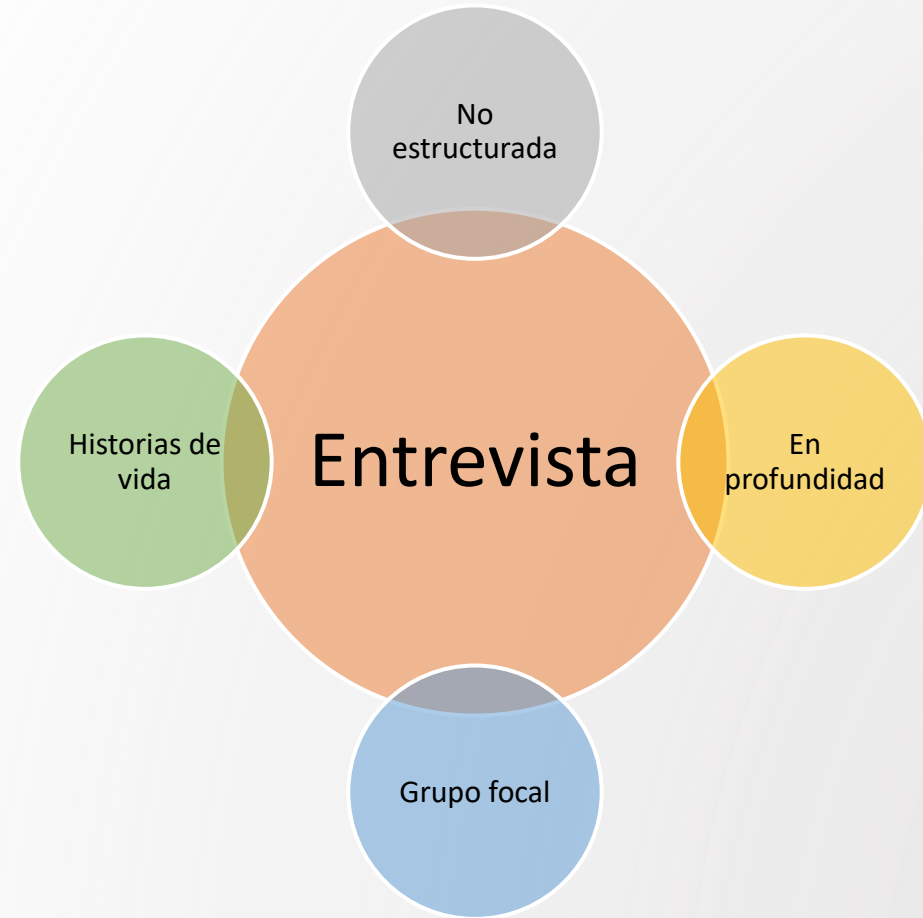 No
estructurada
Historias de
vida
Entrevista
En
profundidad
Grupo focal